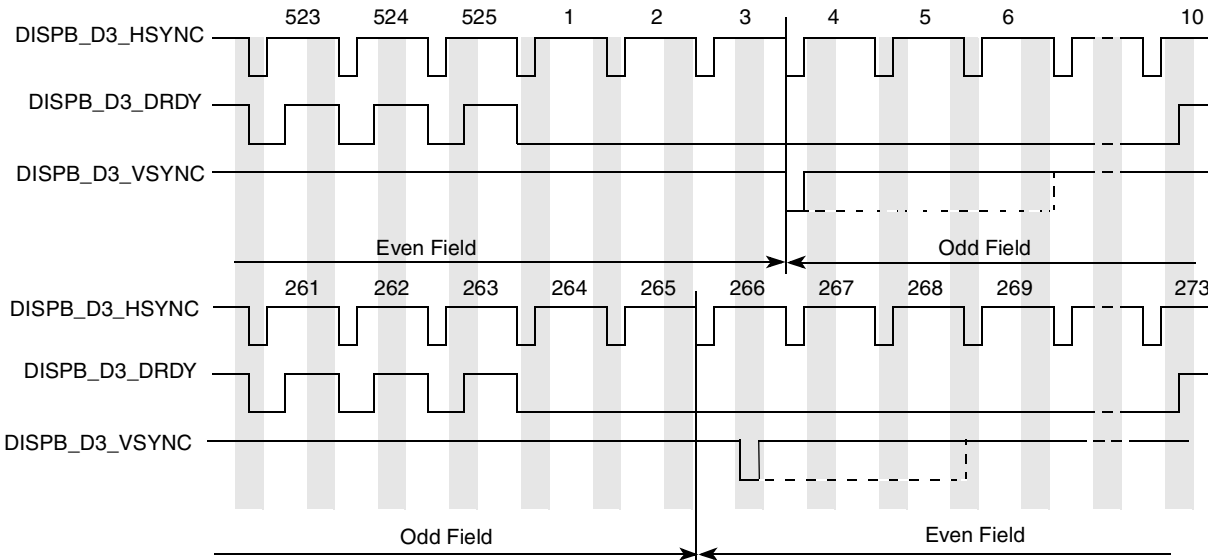 523 524 525 1 2 3 4 5 6 10
DISPB_D3_HSYNC
DISPB_D3_DRDY
DISPB_D3_VSYNC
Even Field Odd Field
261 262 263 264 265 266 267 268 269 273
DISPB_D3_HSYNC
DISPB_D3_DRDY
DISPB_D3_VSYNC
Odd Field Even Field